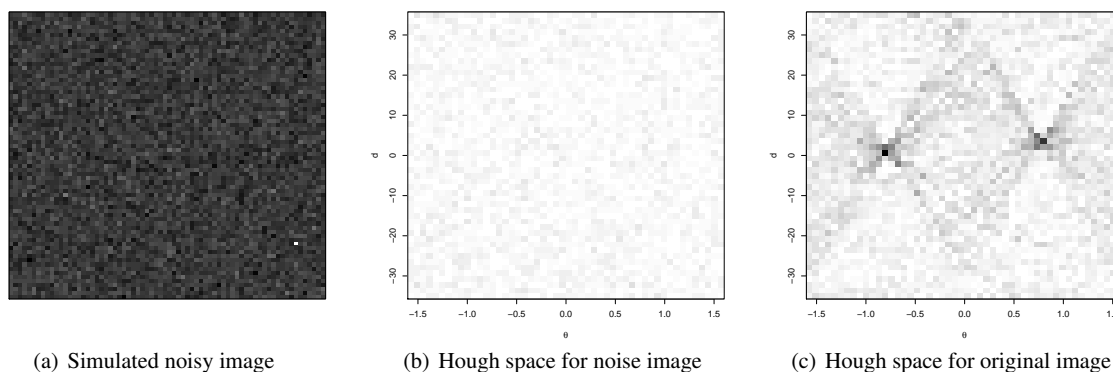 30
20
10
0
−10
−20
−30
d
−1.5 −1.0 −0.5 0.0 0.5 1.0 1.5
θ
30
20
10
0
−10
−20
−30
d
−1.5 −1.0 −0.5 0.0 0.5 1.0 1.5
θ
(a) Simulated noisy image
(b) Hough space for noise image
(c) Hough space for original image